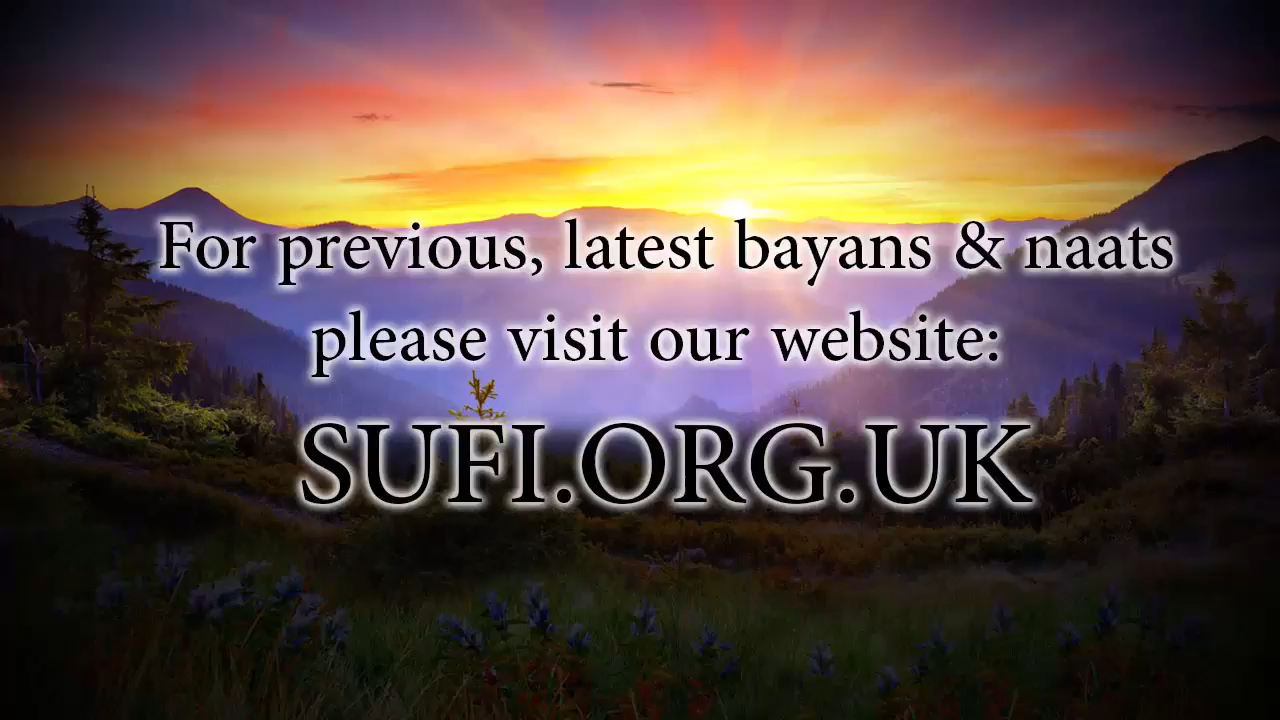 For previous, latest bayans & naats
please visit our website:
SUFI.ORG.UK